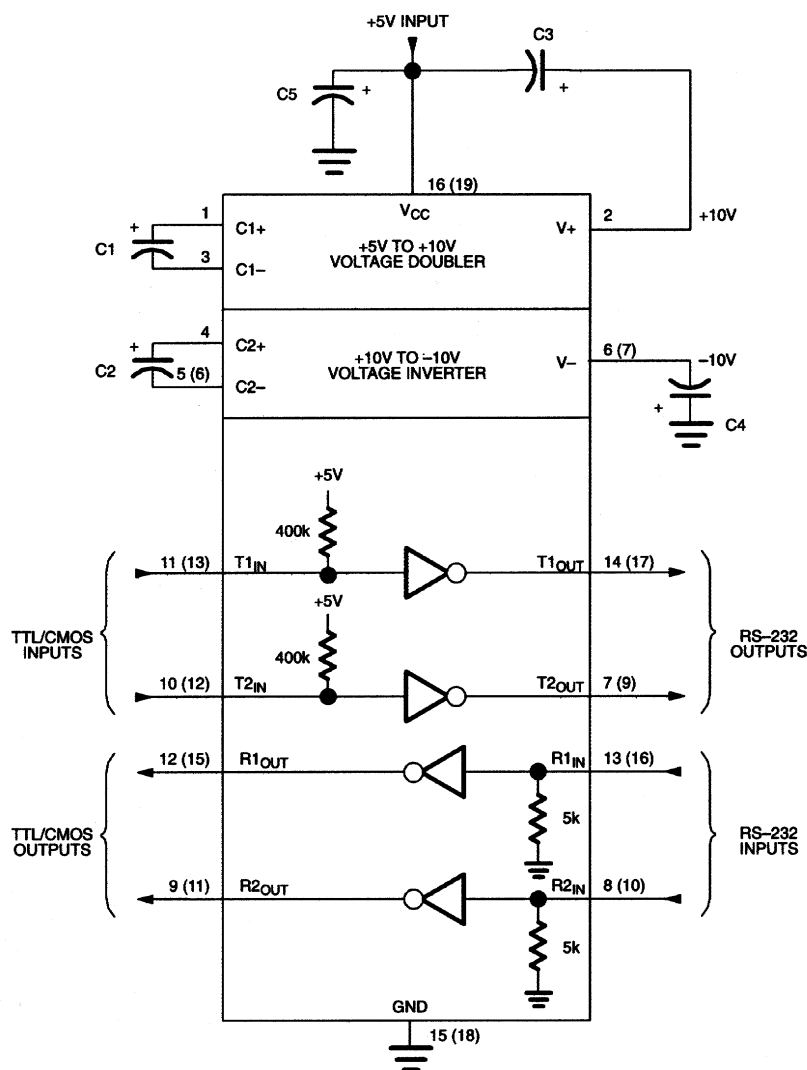 +5V INPUT
C3
C5
+
+
16 (19)
VCC
1
C1+
2
+10V
V+
+
C1
+5V TO +10V
VOLTAGE DOUBLER
3
C1–
4
C2+
+
C2
5 (6)
C2–
+10V TO –10V
VOLTAGE INVERTER
V–
6 (7)
–10V
+
C4
+5V
400k
11 (13)
T1IN
T1OUT
14 (17)
+5V
400k
TTL/CMOS
INPUTS
RS–232
OUTPUTS
10 (12)
T2IN
T2OUT
7 (9)
12 (15)
R1OUT
R1IN
13 (16)
5k
TTL/CMOS
OUTPUTS
RS–232
INPUTS
9 (11)
R2OUT
R2IN
8 (10)
5k
GND
15 (18)